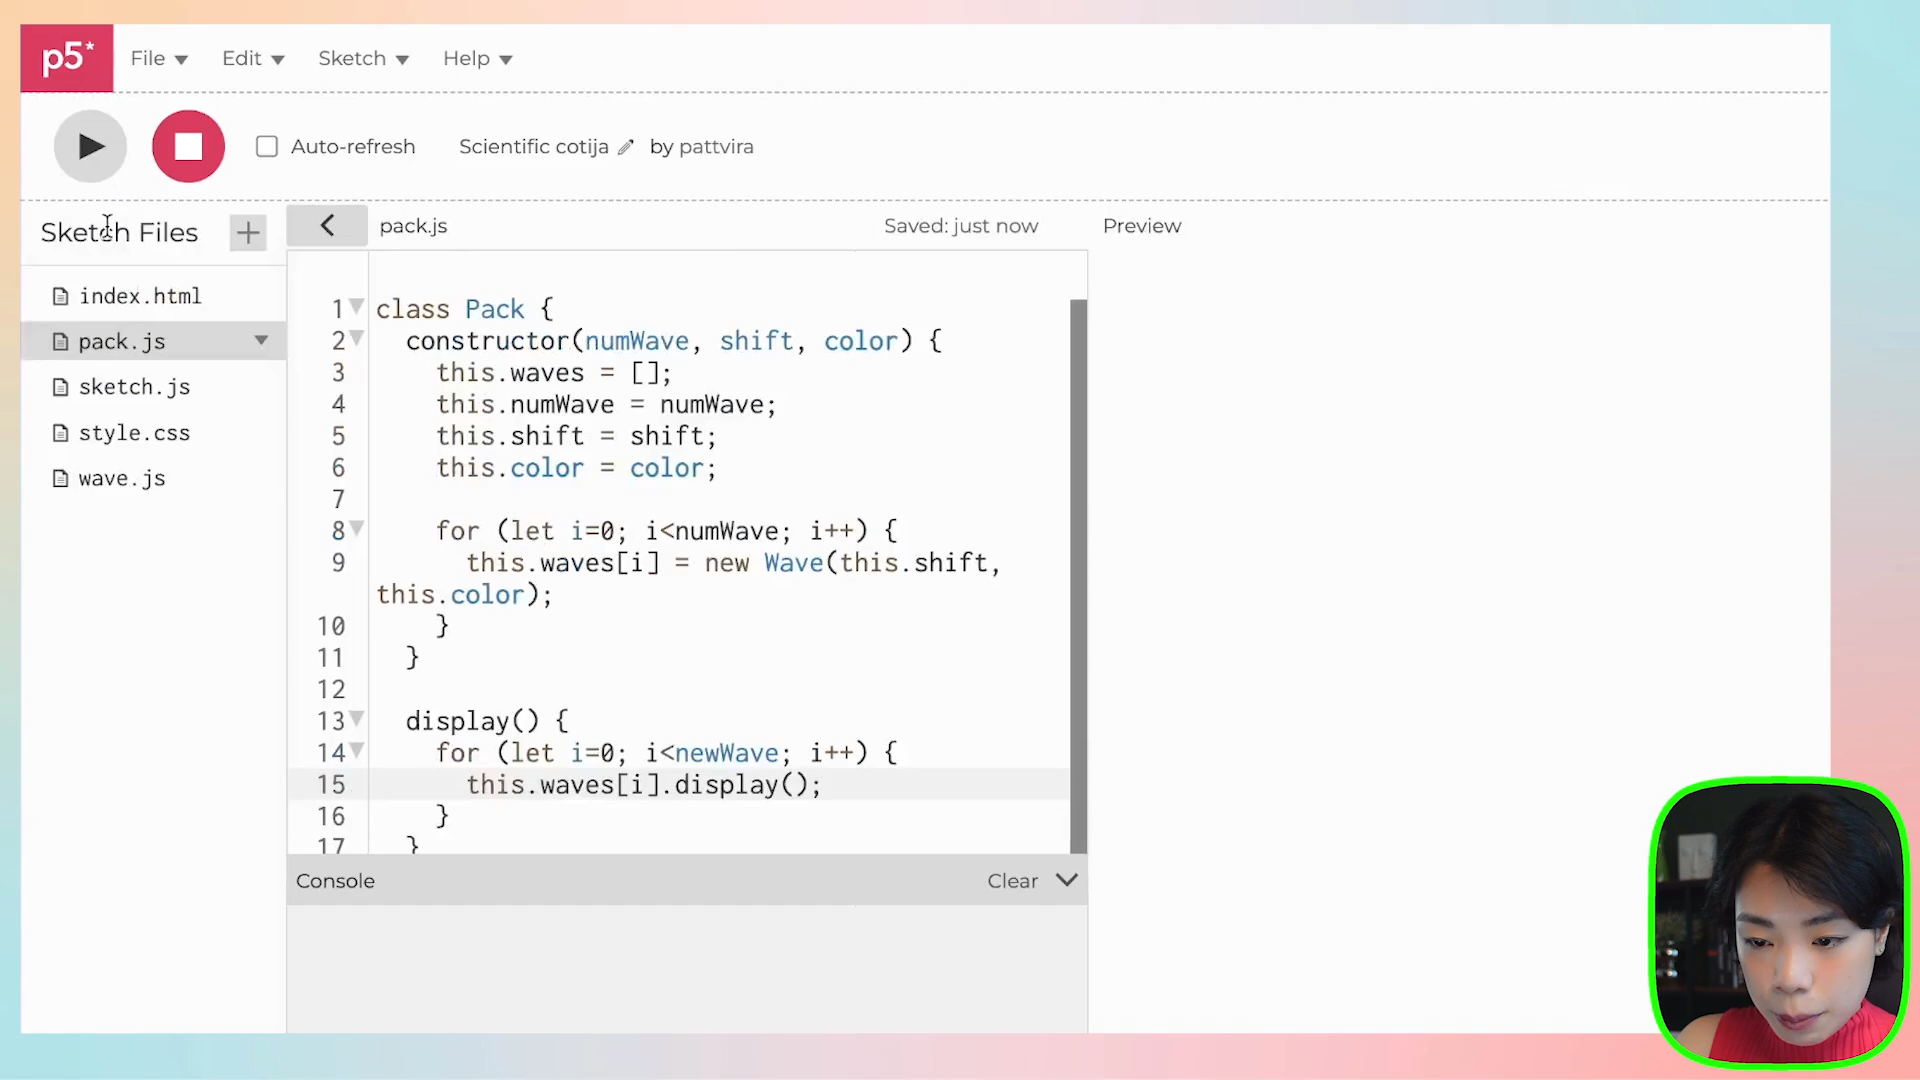 p5*
File Edit Sketch Help
Auto-refresh Scientific cotija by pattvira
Sketch Files + pack.js Saved: just now Preview
index.html
pack.js
sketch.js
style.css
wave.js
1 class Pack {
2 constructor(numWave, shift, color) {
3 this.waves = [];
4 this.numWave = numWave;
5 this.shift = shift;
6 this.color = color;
7
8 for (let i=0; i<numWave; i++) {
9 this.waves[i] = new Wave(this.shift,
this.color);
10 }
11 }
12
13 display() {
14 for (let i=0; i<newWave; i++) {
15 this.waves[i].display();
16 }
17 }
Console Clear